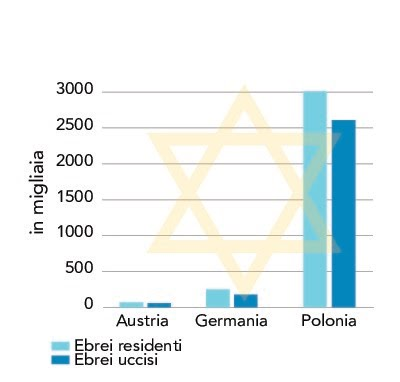 3000
2500
2000
1500
1000
500
0
in migliaia
Austria Germania Polonia
Ebrei residenti
Ebrei uccisi